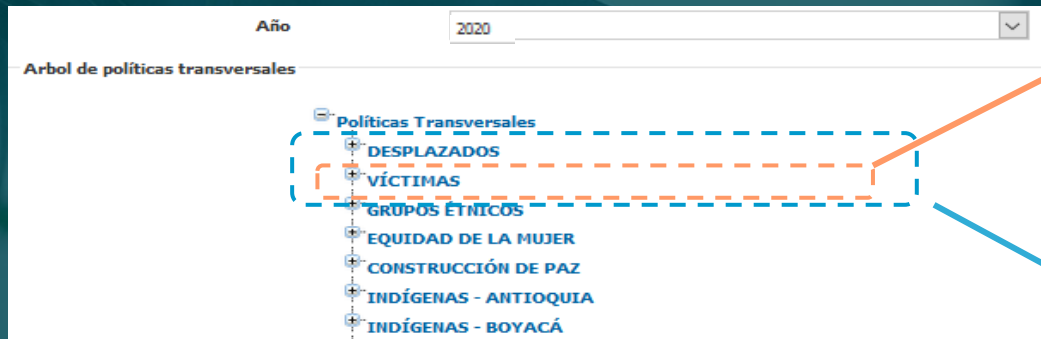 Año 2020
Arbol de políticas transversales
Políticas Transversales
DESPLAZADOS
VÍCTIMAS
GRUPOS ÉTNICOS
EQUIDAD DE LA MUJER
CONSTRUCCIÓN DE PAZ
INDÍGENAS - ANTIOQUIA
INDÍGENAS - BOYACÁ